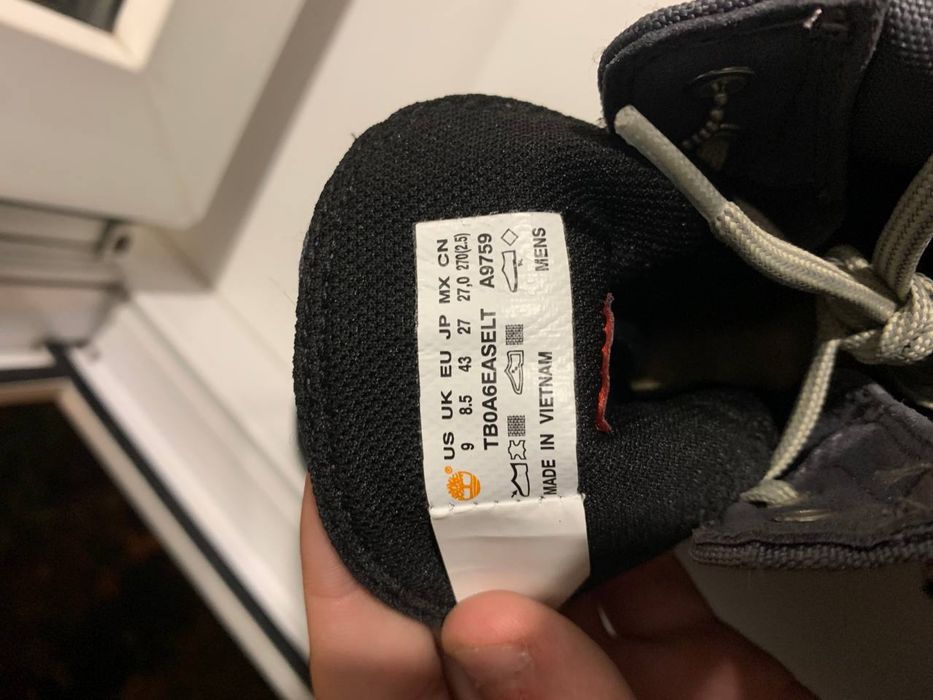 US UK EU JP MX CN
9 8.5 43 27 27,0 270(2.5)
TB0A6EASELT A9759
MADE IN VIETNAM MENS